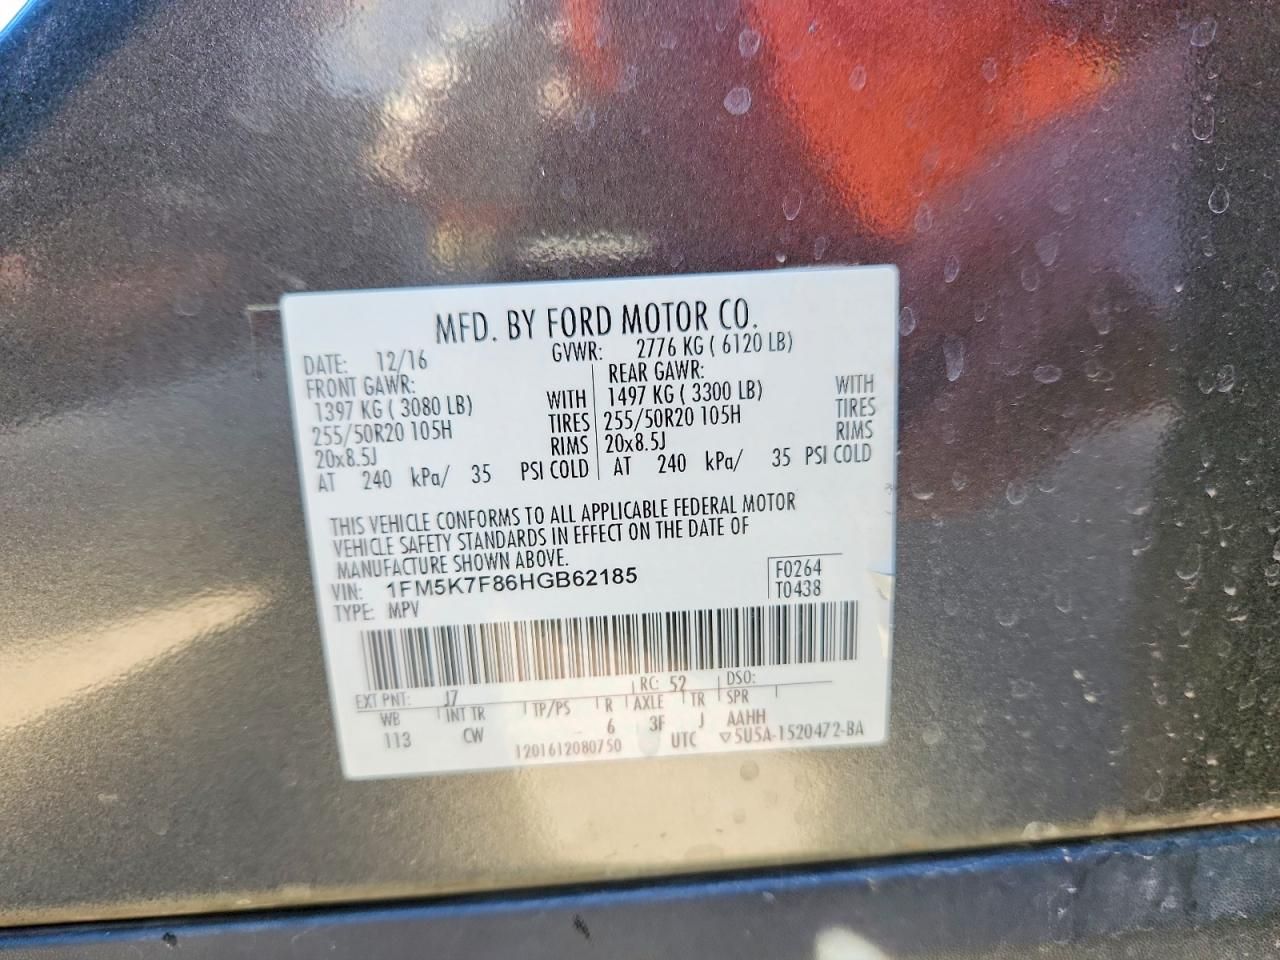 MFD. BY FORD MOTOR CO.
DATE: 12/16 GVWR: 2776 KG ( 6120 LB)
FRONT GAWR: REAR GAWR:
1397 KG ( 3080 LB) WITH 1497 KG ( 3300 LB) WITH
255/50R20 105H TIRES 255/50R20 105H TIRES
20x8.5J RIMS 20x8.5J RIMS
AT 240 kPa/ 35 PSI COLD AT 240 kPa/ 35 PSI COLD
THIS VEHICLE CONFORMS TO ALL APPLICABLE FEDERAL MOTOR
VEHICLE SAFETY STANDARDS IN EFFECT ON THE DATE OF
MANUFACTURE SHOWN ABOVE.
VIN: 1FM5K7F86HGB62185 F0264
TYPE: MPV T0438
EXT PNT: J7 RC: 52 DSO:
WB INT TR TP/PS R AXLE TR SPR
113 CW 6 3F J AAHH
1201612080750 UTC ▽5U5A-1520472-BA